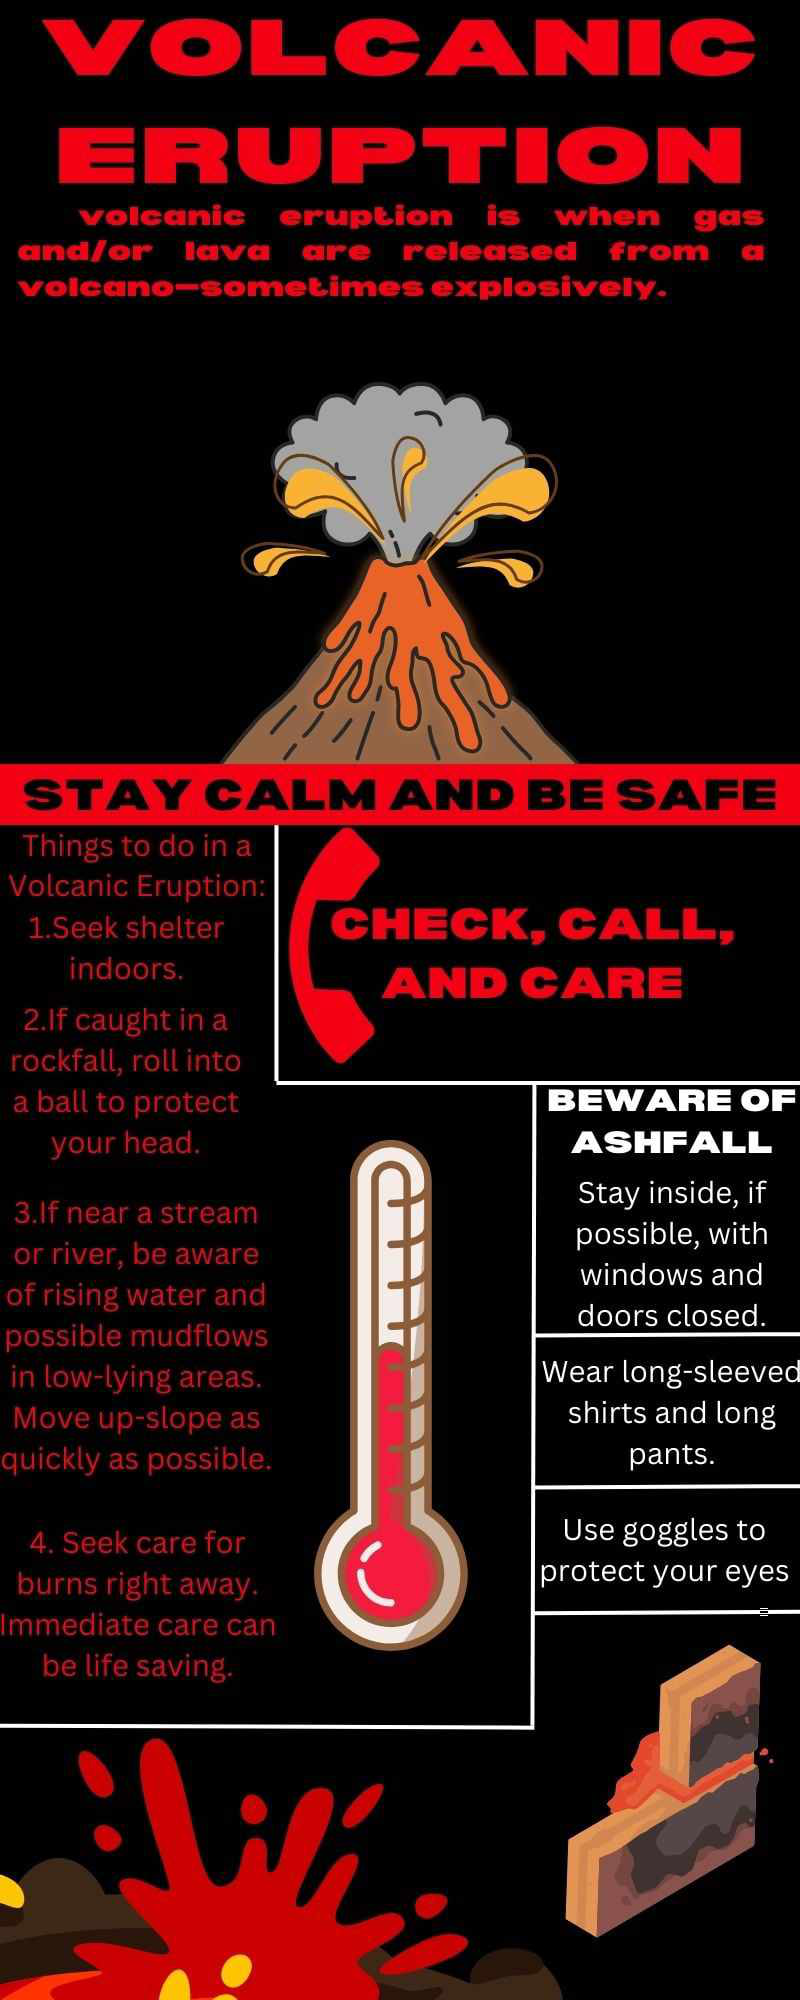 VOLCANIC
ERUPTION
volcanic eruption is when gas
and/or lava are released from a
volcano—sometimes explosively.
STAY CALM AND BE SAFE
Things to do in a
Volcanic Eruption:
1.Seek shelter
indoors.
2.If caught in a
rockfall, roll into
a ball to protect
your head.
3.If near a stream
or river, be aware
of rising water and
possible mudflows
in low-lying areas.
Move up-slope as
quickly as possible.
4. Seek care for
burns right away.
Immediate care can
be life saving.
CHECK, CALL,
AND CARE
BEWARE OF
ASHFALL
Stay inside, if
possible, with
windows and
doors closed.
Wear long-sleeved
shirts and long
pants.
Use goggles to
protect your eyes